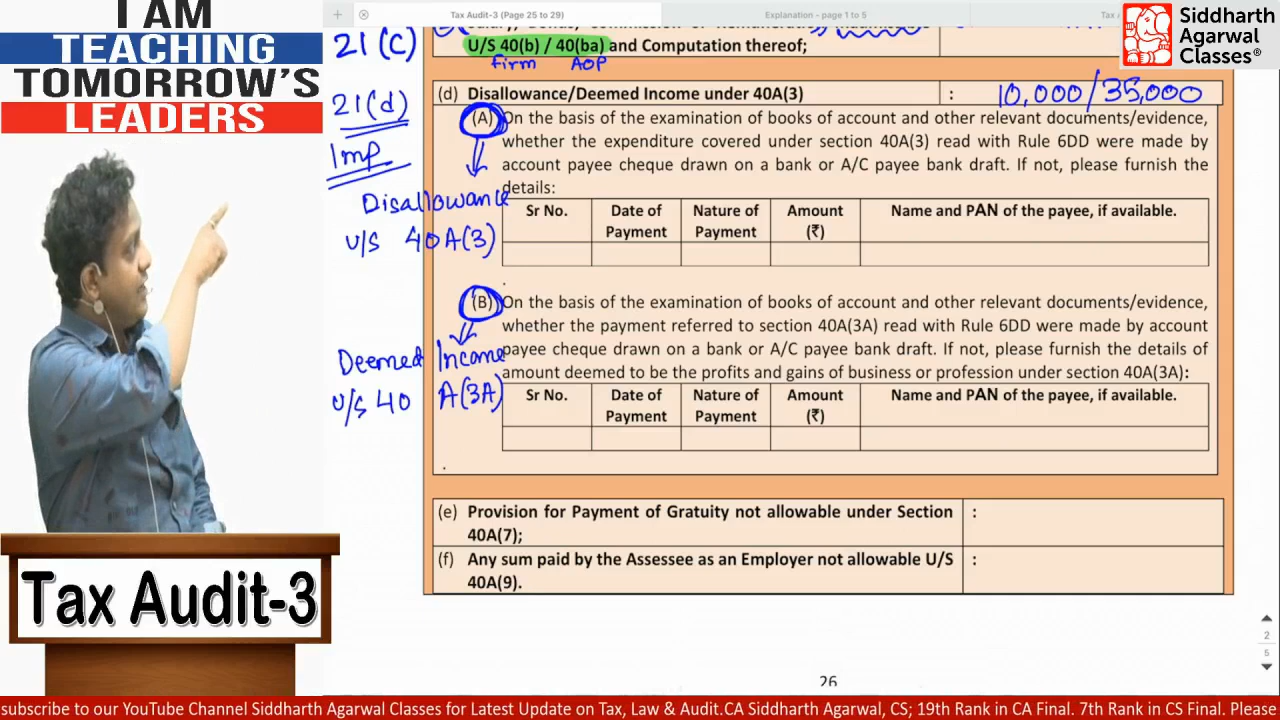 I AM
TEACHING
TOMORROW'S
LEADERS
Tax Audit-3 (Page 25 to 29)
Explanation - page 1 to 5
Siddharth
Agarwal
Classes®
21 (C)
U/S 40(b) / 40(ba) and Computation thereof;
firm AOP
21(d)
Imp
(d) Disallowance/Deemed Income under 40A(3) : 10,000/35,000
(A) On the basis of the examination of books of account and other relevant documents/evidence,
whether the expenditure covered under section 40A(3) read with Rule 6DD were made by
account payee cheque drawn on a bank or A/C payee bank draft. If not, please furnish the
details:
Disallowance
U/S 40A(3)
Sr No. Date of Payment Nature of Payment Amount (₹) Name and PAN of the payee, if available.
(B) On the basis of the examination of books of account and other relevant documents/evidence,
whether the payment referred to section 40A(3A) read with Rule 6DD were made by account
payee cheque drawn on a bank or A/C payee bank draft. If not, please furnish the details of
amount deemed to be the profits and gains of business or profession under section 40A(3A):
Deemed Income
U/S 40 A(3A)
Sr No. Date of Payment Nature of Payment Amount (₹) Name and PAN of the payee, if available.
(e) Provision for Payment of Gratuity not allowable under Section :
40A(7);
(f) Any sum paid by the Assessee as an Employer not allowable U/S :
40A(9).
Tax Audit-3
2
5
26
subscribe to our YouTube Channel Siddharth Agarwal Classes for Latest Update on Tax, Law & Audit.CA Siddharth Agarwal, CS; 19th Rank in CA Final. 7th Rank in CS Final. Please